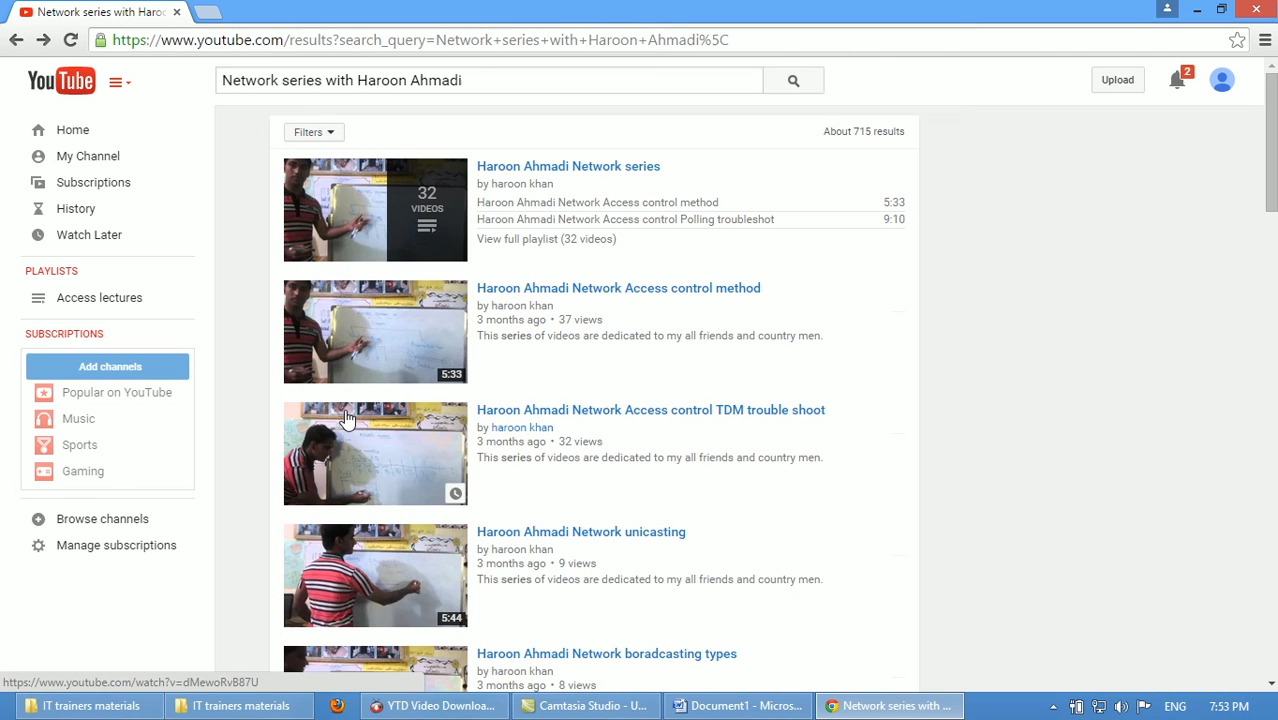 Network series with Haroo
https://www.youtube.com/results?search_query=Network+series+with+Haroon+Ahmadi%5C
YouTube
Network series with Haroon Ahmadi
Upload
2
Home
My Channel
Subscriptions
History
Watch Later
PLAYLISTS
Access lectures
SUBSCRIPTIONS
Add channels
Popular on YouTube
Music
Sports
Gaming
Browse channels
Manage subscriptions
Filters
About 715 results
32
VIDEOS
Haroon Ahmadi Network series
by haroon khan
Haroon Ahmadi Network Access control method 5:33
Haroon Ahmadi Network Access control Polling troubleshot 9:10
View full playlist (32 videos)
5:33
Haroon Ahmadi Network Access control method
by haroon khan
3 months ago • 37 views
This series of videos are dedicated to my all friends and country men.
Haroon Ahmadi Network Access control TDM trouble shoot
by haroon khan
3 months ago • 32 views
This series of videos are dedicated to my all friends and country men.
5:44
Haroon Ahmadi Network unicasting
by haroon khan
3 months ago • 9 views
This series of videos are dedicated to my all friends and country men.
Haroon Ahmadi Network boradcasting types
by haroon khan
3 months ago • 8 views
https://www.youtube.com/watch?v=dMewoRvB87U
IT trainers materials
IT trainers materials
YTD Video Downloa...
Camtasia Studio - U...
Document1 - Micros...
Network series with ...
ENG
7:53 PM